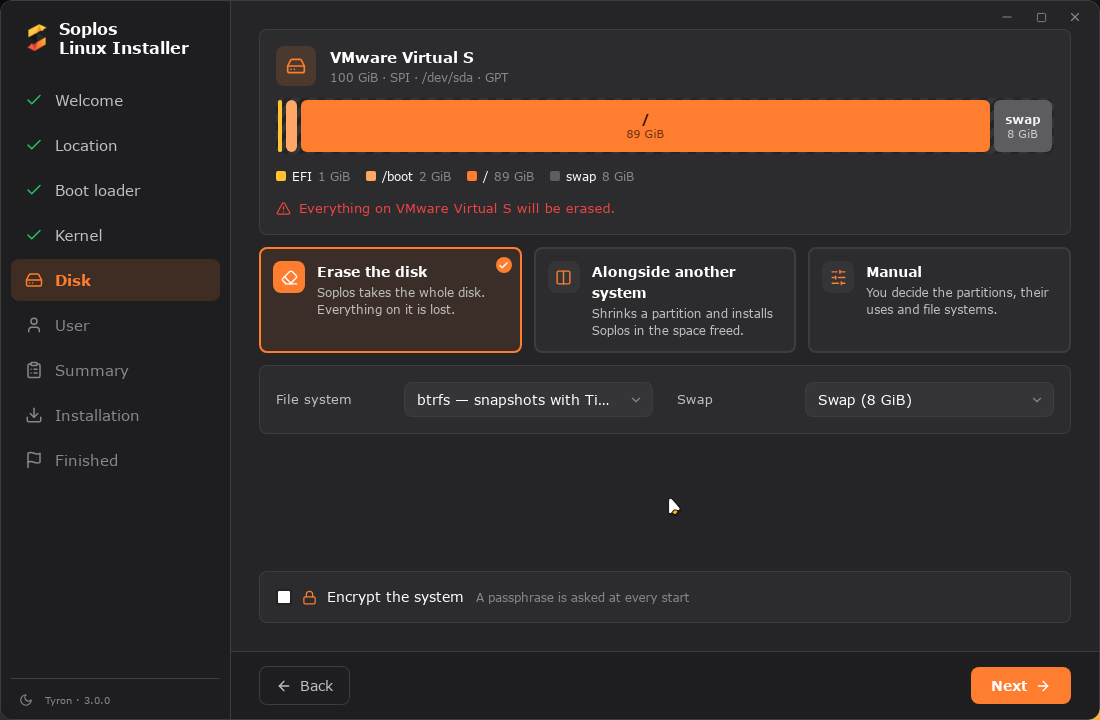 Soplos
Linux Installer
Welcome
Location
Boot loader
Kernel
Disk
User
Summary
Installation
Finished
Tyron · 3.0.0
VMware Virtual S
100 GiB · SPI · /dev/sda · GPT
/
89 GiB
swap
8 GiB
EFI 1 GiB /boot 2 GiB / 89 GiB swap 8 GiB
Everything on VMware Virtual S will be erased.
Erase the disk
Soplos takes the whole disk.
Everything on it is lost.
Alongside another
system
Shrinks a partition and installs
Soplos in the space freed.
Manual
You decide the partitions, their
uses and file systems.
File system
btrfs — snapshots with Ti...
Swap
Swap (8 GiB)
Encrypt the system A passphrase is asked at every start
Back
Next